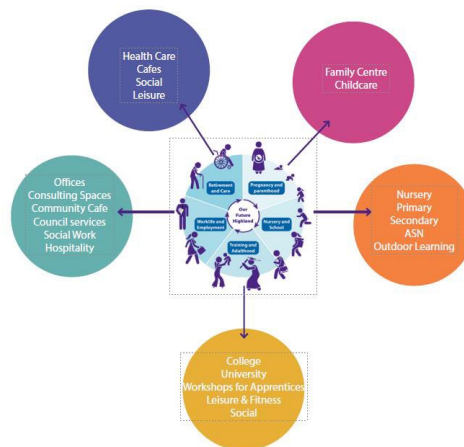 Health Care
Cafes
Social
Leisure
Family Centre
Childcare
Offices
Consulting Spaces
Community Cafe
Council services
Social Work
Hospitality
Retirement
and Care
Pregnancy and
parenthood
Our
Future
Highland
Worklife and
Employment
Nursery and
School
Training and
Adulthood
Nursery
Primary
Secondary
ASN
Outdoor Learning
College
University
Workshops for Apprentices
Leisure & Fitness
Social